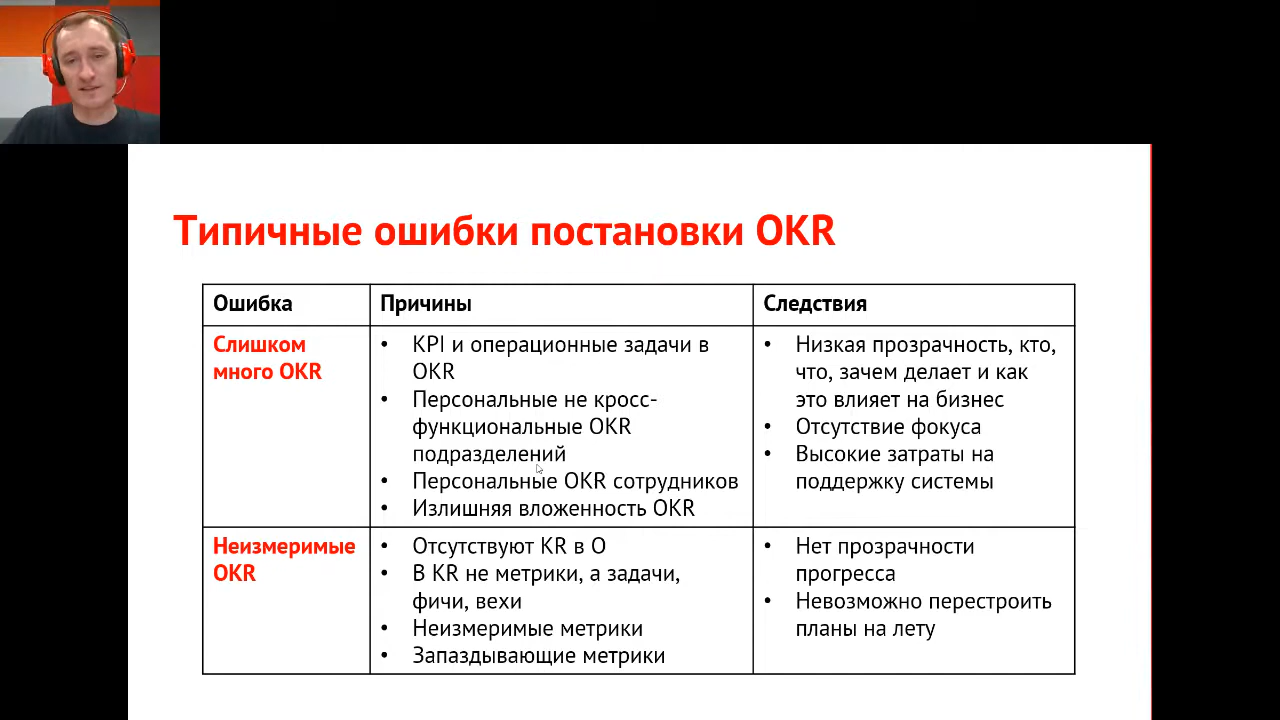 Типичные ошибки постановки OKR
Ошибка
Причины
Следствия
Слишком
много OKR
• KPI и операционные задачи в
OKR
• Персональные не кросс-
функциональные OKR
подразделений
• Персональные OKR сотрудников
• Излишняя вложенность OKR
• Низкая прозрачность, кто,
что, зачем делает и как
это влияет на бизнес
• Отсутствие фокуса
• Высокие затраты на
поддержку системы
Неизмеримые
OKR
• Отсутствуют KR в O
• В KR не метрики, а задачи,
фичи, вехи
• Неизмеримые метрики
• Запаздывающие метрики
• Нет прозрачности
прогресса
• Невозможно перестроить
планы на лету